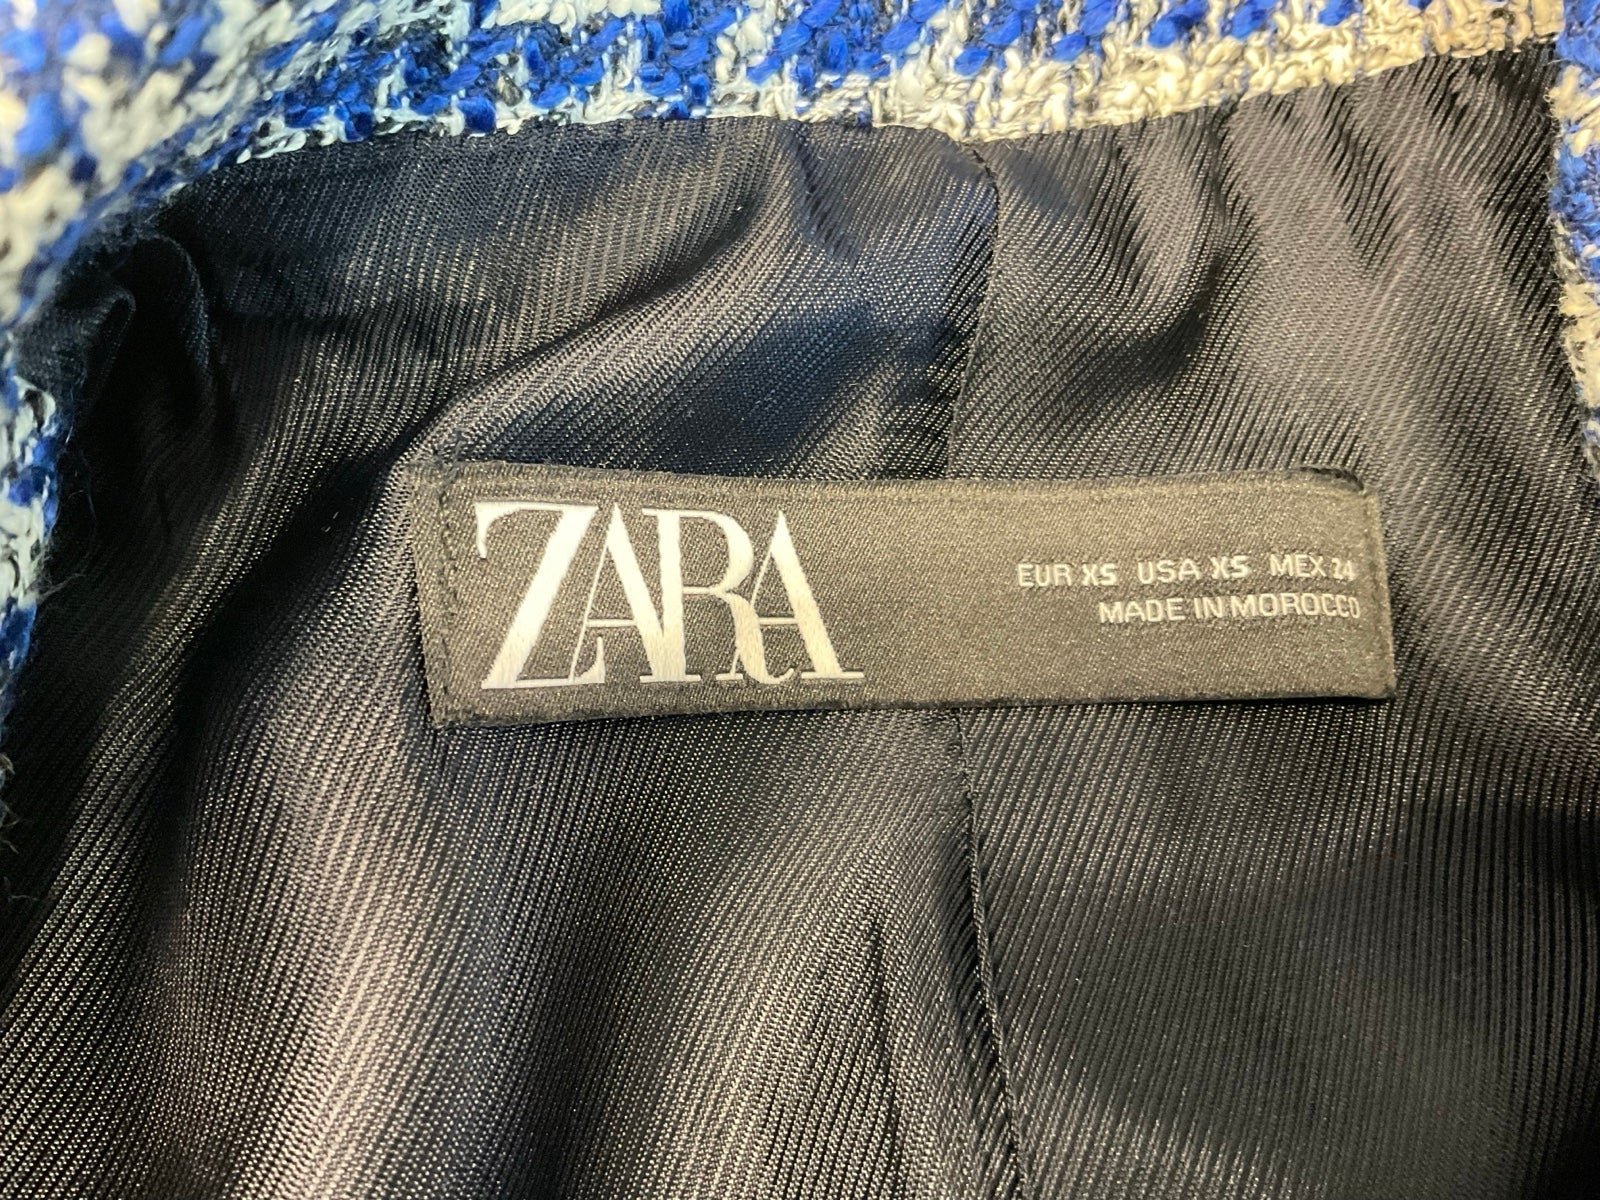 ZARA
EUR XS USA XS MEX 24
MADE IN MOROCCO